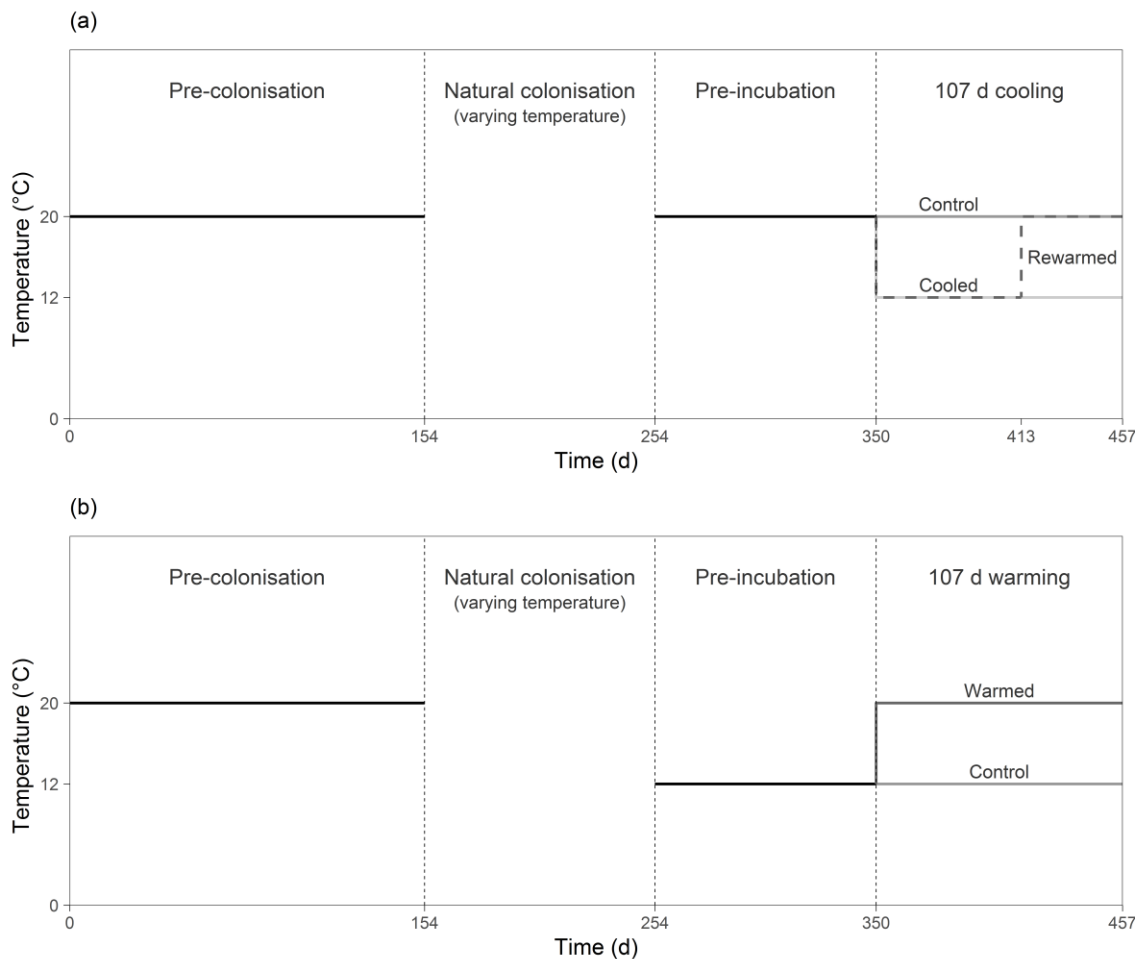 (a)
Pre-colonisation
Natural colonisation
(varying temperature)
Pre-incubation
107 d cooling
Temperature (°C)
20
12
0
Control
Cooled
Rewarmed
0
154
254
350
413
457
Time (d)
(b)
Pre-colonisation
Natural colonisation
(varying temperature)
Pre-incubation
107 d warming
Temperature (°C)
20
12
0
Warmed
Control
0
154
254
350
457
Time (d)